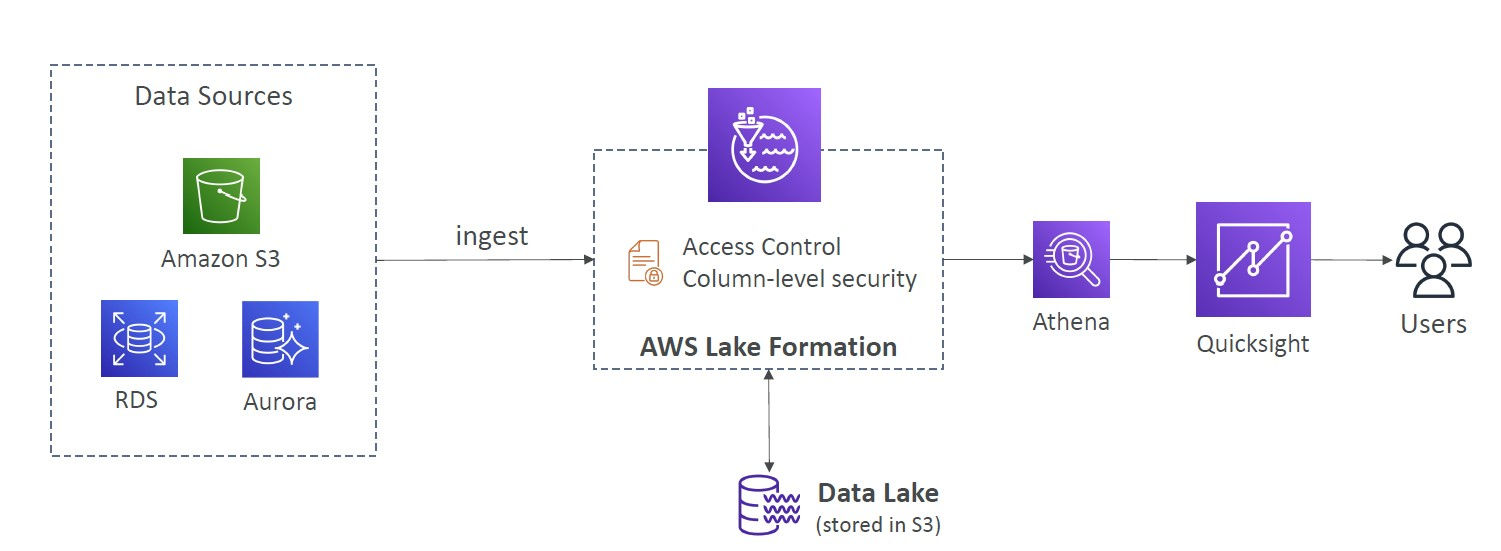 Data Sources
Amazon S3
RDS
Aurora
ingest
Access Control
Column-level security
AWS Lake Formation
Data Lake
(stored in S3)
Athena
Quicksight
Users